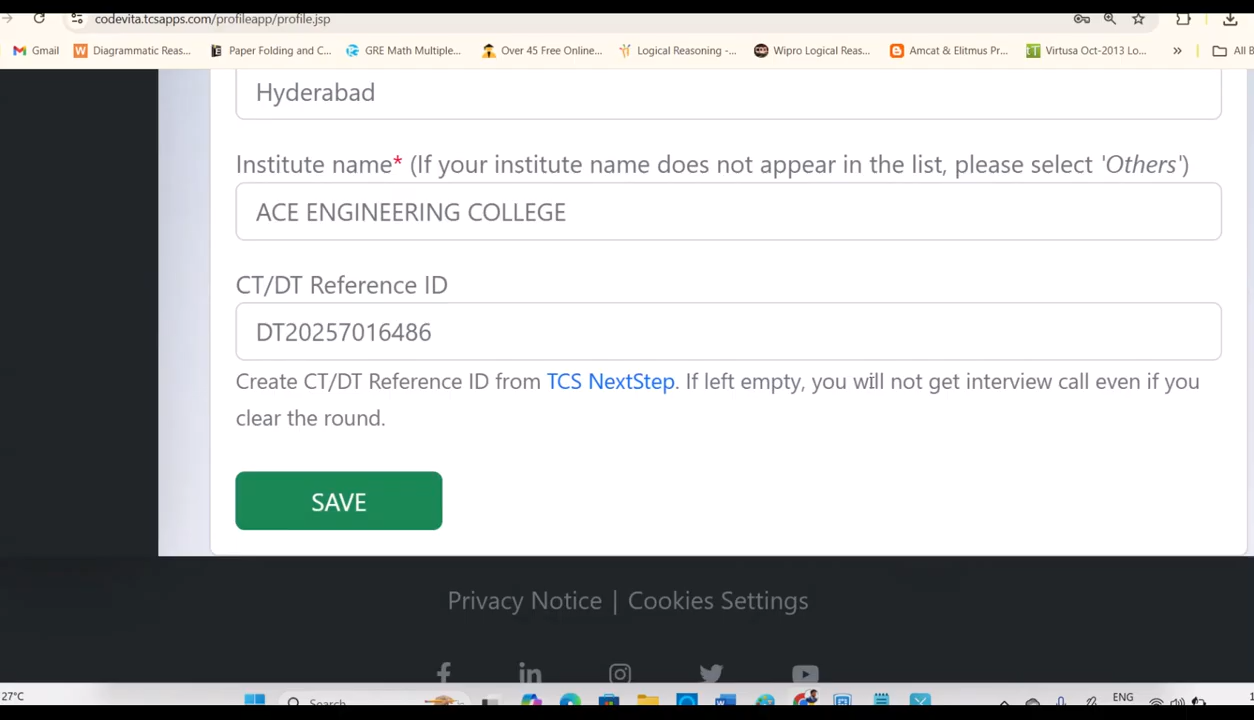 codevita.tcsapps.com/profileapp/profile.jsp
Gmail Diagrammatic Reas... Paper Folding and C... GRE Math Multiple... Over 45 Free Online... Logical Reasoning -... Wipro Logical Reas... Amcat & Elitmus Pr... Virtusa Oct-2013 Lo... » All B
Hyderabad
Institute name* (If your institute name does not appear in the list, please select 'Others')
ACE ENGINEERING COLLEGE
CT/DT Reference ID
DT20257016486
Create CT/DT Reference ID from TCS NextStep. If left empty, you will not get interview call even if you
clear the round.
SAVE
Privacy Notice | Cookies Settings
27°C Search ENG